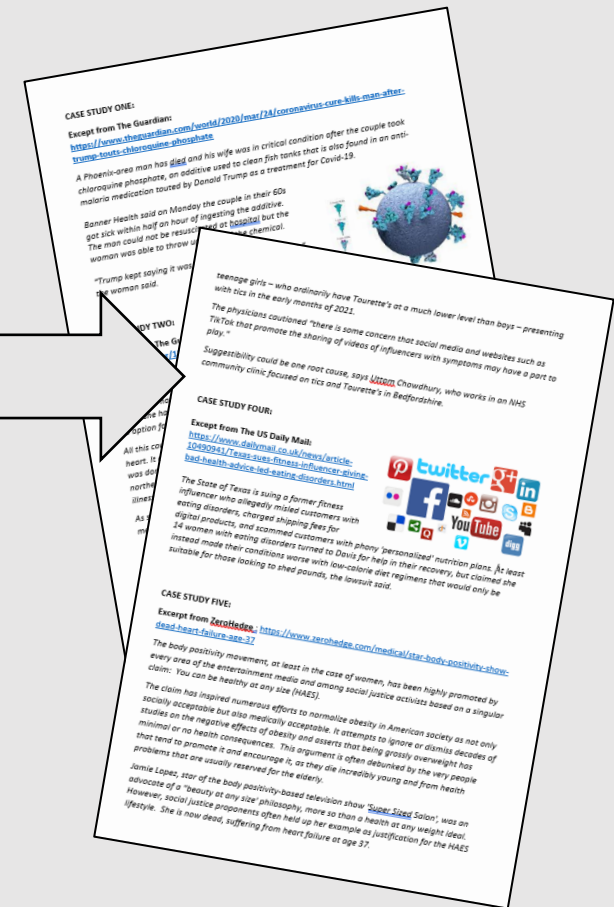 CASE STUDY ONE:
Except from The Guardian:
https://www.theguardian.com/world/2020/mar/24/coronavirus-cure-kills-man-after-
trump-touts-chloroquine-phosphate
A Phoenix-area man has died and his wife was in critical condition after the couple took
chloroquine phosphate, an additive used to clean fish tanks that is also found in an anti-
malaria medication touted by Donald Trump as a treatment for Covid-19.
Banner Health said on Monday the couple in their 60s
got sick within half an hour of ingesting the additive.
The man could not be resuscitated at hospital but the
woman was able to throw u the chemical.
"Trump kept saying it was
the woman said.
DY TWO:
the ha
option fo
All this co
heart. It
was don
northe
illnes
As s
me
teenage girls – who ordinarily have Tourette's at a much lower level than boys – presenting
with tics in the early months of 2021.
The physicians cautioned "there is some concern that social media and websites such as
TikTok that promote the sharing of videos of influencers with symptoms may have a part to
play."
Suggestibility could be one root cause, says Uttom Chowdhury, who works in an NHS
community clinic focused on tics and Tourette's in Bedfordshire.
CASE STUDY FOUR:
Except from The US Daily Mail:
https://www.dailymail.co.uk/news/article-
10490941/Texas-sues-fitness-influencer-giving-
bad-health-advice-led-eating-disorders.html
twitter
You Tube
digg
The State of Texas is suing a former fitness
influencer who allegedly misled customers with
eating disorders, charged shipping fees for
digital products, and scammed customers with phony 'personalized' nutrition plans. At least
14 women with eating disorders turned to Davis for help in their recovery, but claimed she
instead made their conditions worse with low-calorie diet regimens that would only be
suitable for those looking to shed pounds, the lawsuit said.
CASE STUDY FIVE:
Excerpt from ZeroHedge : https://www.zerohedge.com/medical/star-body-positivity-show-
dead-heart-failure-age-37
The body positivity movement, at least in the case of women, has been highly promoted by
every area of the entertainment media and among social justice activists based on a singular
claim: You can be healthy at any size (HAES).
The claim has inspired numerous efforts to normalize obesity in American society as not only
socially acceptable but also medically acceptable. It attempts to ignore or dismiss decades of
studies on the negative effects of obesity and asserts that being grossly overweight has
minimal or no health consequences. This argument is often debunked by the very people
that tend to promote it and encourage it, as they die incredibly young and from health
problems that are usually reserved for the elderly.
Jamie Lopez, star of the body positivity-based television show 'Super Sized Salon', was an
advocate of a "beauty at any size' philosophy, more so than a health at any weight ideal.
However, social justice proponents often held up her example as justification for the HAES
lifestyle. She is now dead, suffering from heart failure at age 37.